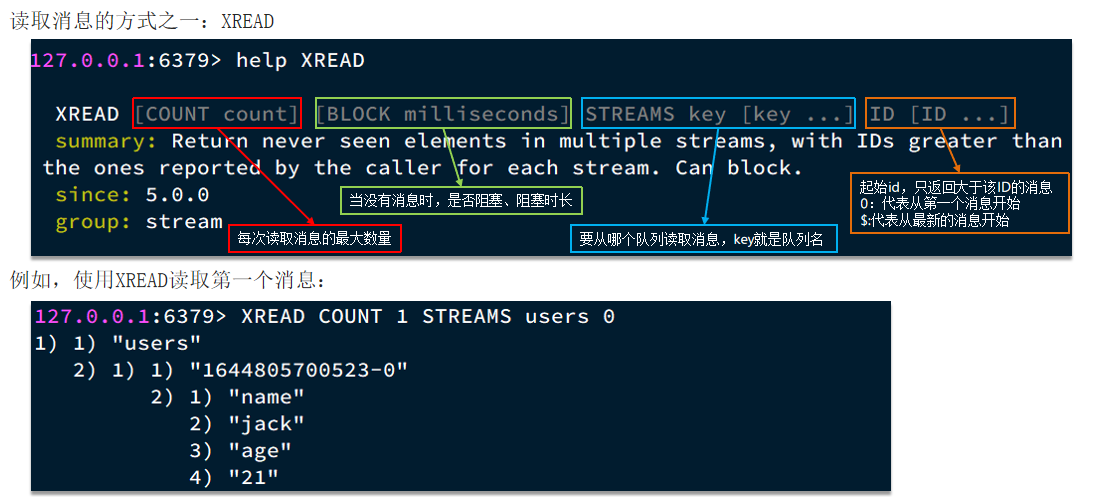 读取消息的方式之一：XREAD
127.0.0.1:6379> help XREAD
XREAD [COUNT count] [BLOCK milliseconds] STREAMS key [key ...] ID [ID ...]
summary: Return never seen elements in multiple streams, with IDs greater than
the ones reported by the caller for each stream. Can block.
since: 5.0.0
group: stream
每次读取消息的最大数量
当没有消息时，是否阻塞、阻塞时长
要从哪个队列读取消息，key就是队列名
起始id，只返回大于该ID的消息
0：代表从第一个消息开始
$:代表从最新的消息开始
例如，使用XREAD读取第一个消息：
127.0.0.1:6379> XREAD COUNT 1 STREAMS users 0
1) 1) "users"
2) 1) 1) "1644805700523-0"
2) 1) "name"
2) "jack"
3) "age"
4) "21"